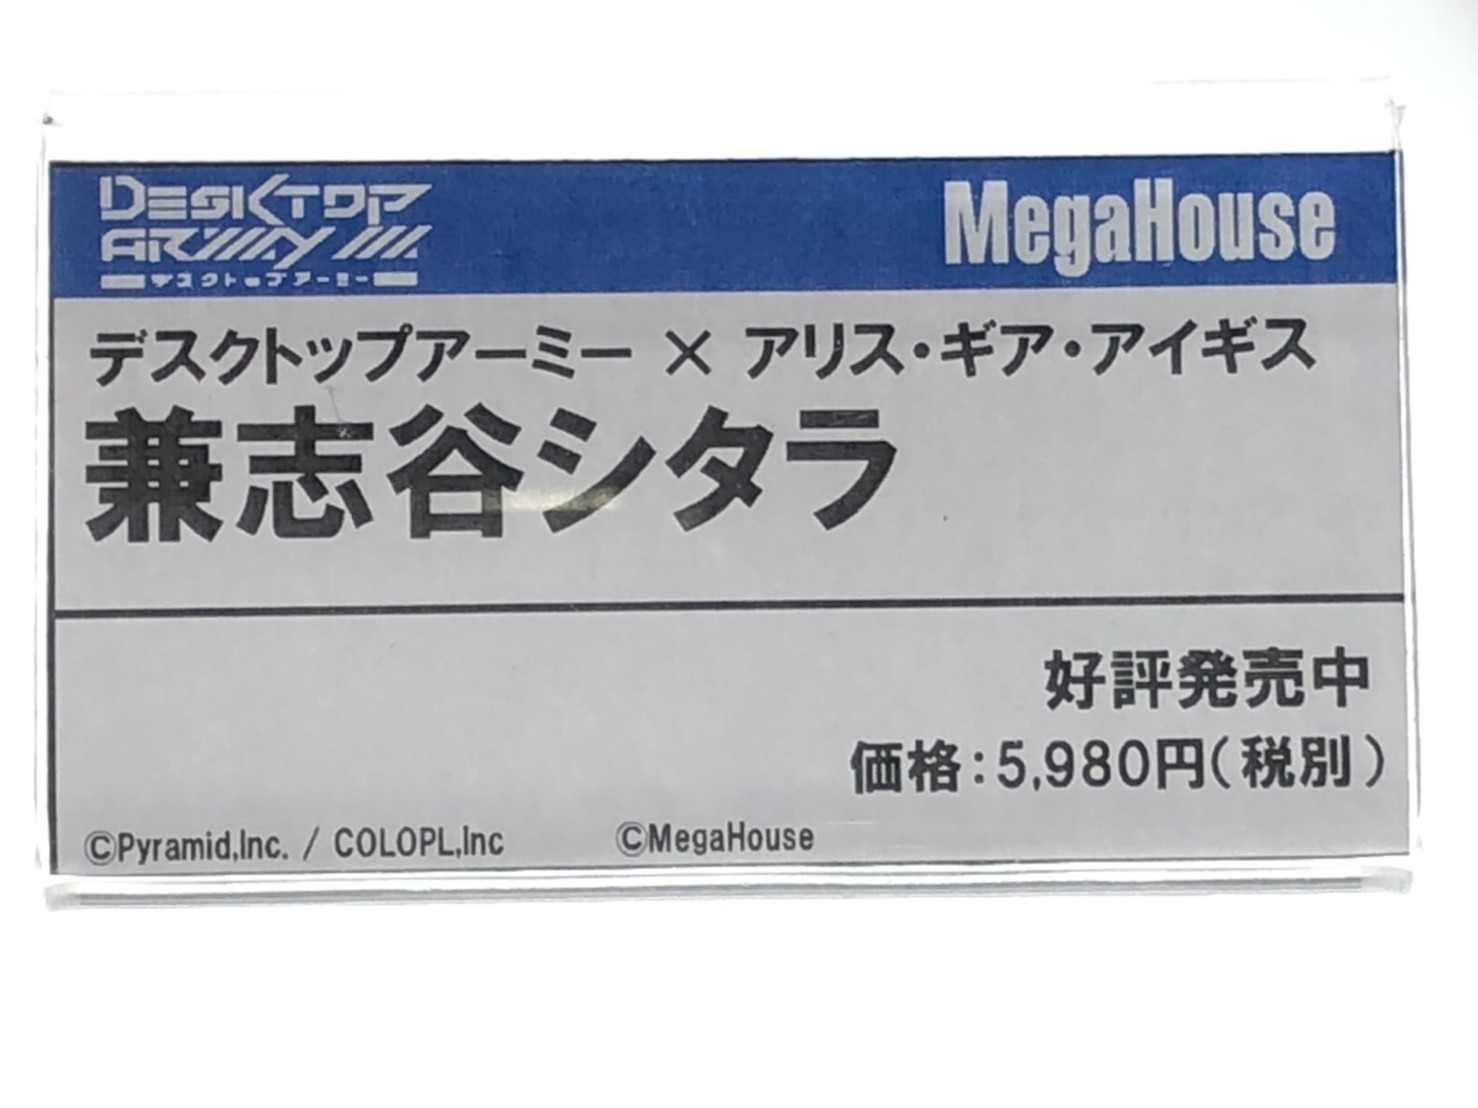 DESKTOP
ARMY
デスクトップアーミー
MegaHouse
デスクトップアーミー × アリス・ギア・アイギス
兼志谷シタラ
好評発売中
価格：5,980円（税別）
©Pyramid,Inc. / COLOPL,Inc ©MegaHouse